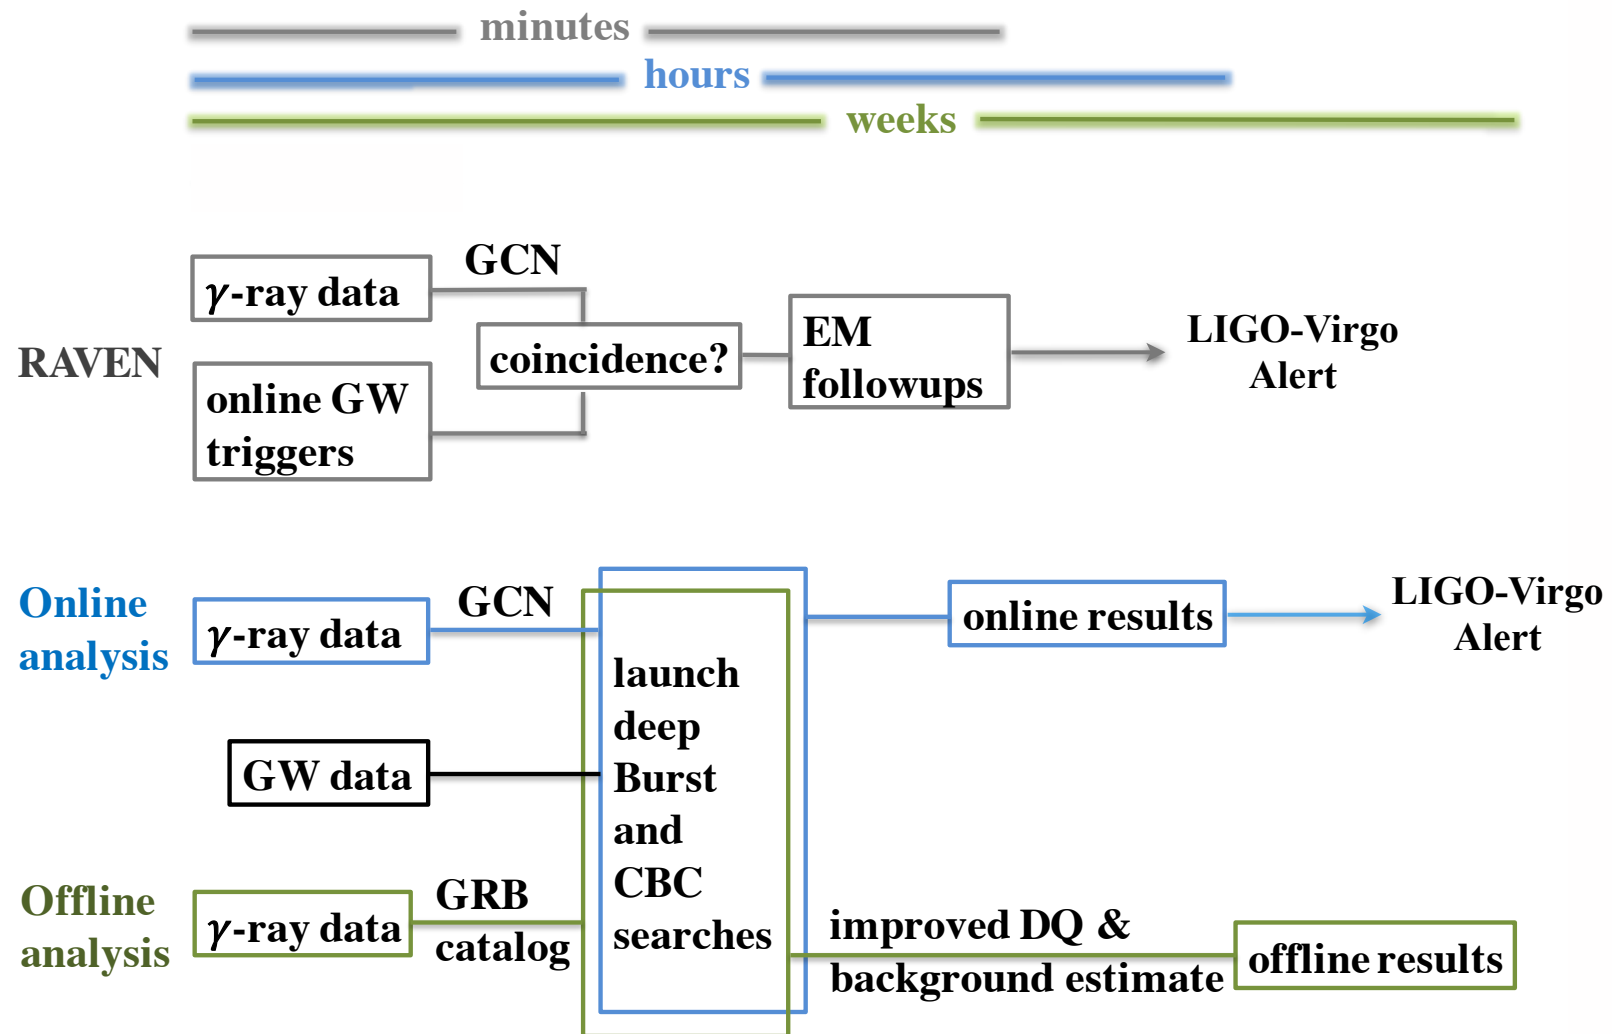 minutes
hours
weeks
RAVEN
γ-ray data
GCN
online GW
triggers
coincidence?
EM
followups
LIGO-Virgo
Alert
Online
analysis
γ-ray data
GCN
GW data
launch
deep
Burst
and
CBC
searches
online results
LIGO-Virgo
Alert
Offline
analysis
γ-ray data
GRB
catalog
improved DQ &
background estimate
offline results